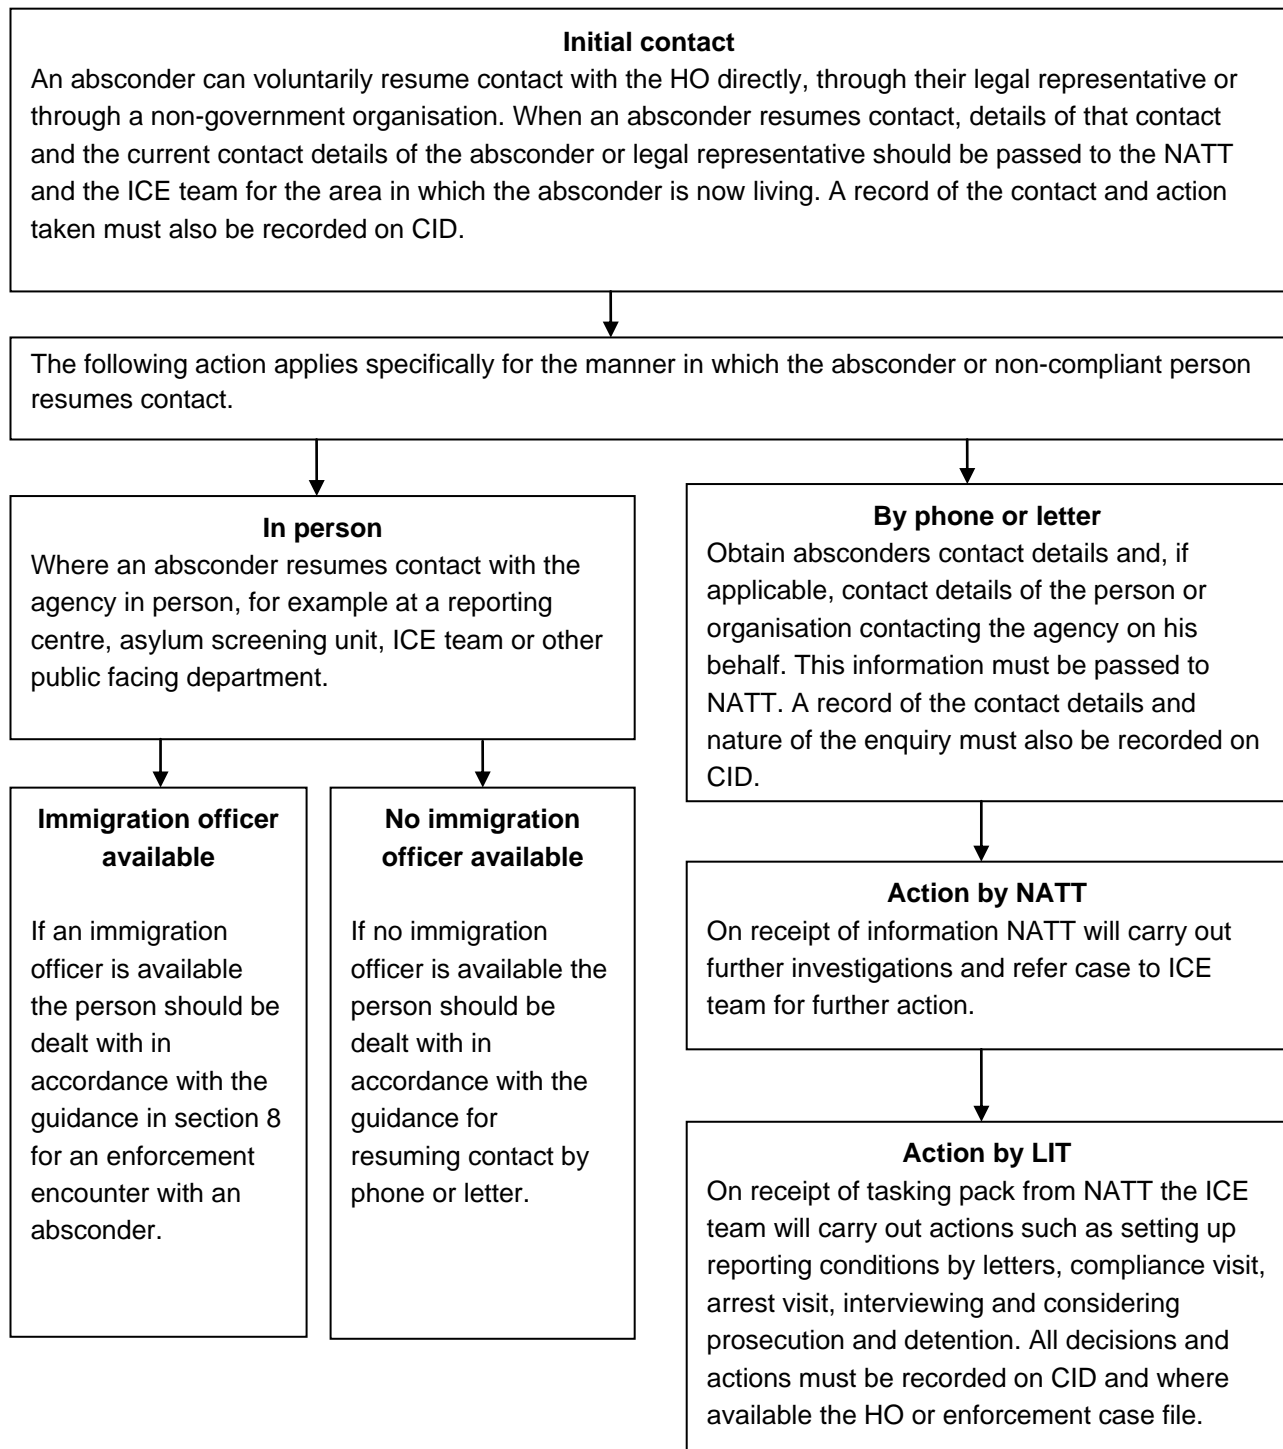 Initial contact
An absconder can voluntarily resume contact with the HO directly, through their legal representative or
through a non-government organisation. When an absconder resumes contact, details of that contact
and the current contact details of the absconder or legal representative should be passed to the NATT
and the ICE team for the area in which the absconder is now living. A record of the contact and action
taken must also be recorded on CID.
The following action applies specifically for the manner in which the absconder or non-compliant person
resumes contact.
In person
Where an absconder resumes contact with the
agency in person, for example at a reporting
centre, asylum screening unit, ICE team or other
public facing department.
Immigration officer
available
If an immigration
officer is available
the person should be
dealt with in
accordance with the
guidance in section 8
for an enforcement
encounter with an
absconder.
No immigration
officer available
If no immigration
officer is available the
person should be
dealt with in
accordance with the
guidance for
resuming contact by
phone or letter.
By phone or letter
Obtain absconders contact details and, if
applicable, contact details of the person or
organisation contacting the agency on his
behalf. This information must be passed to
NATT. A record of the contact details and
nature of the enquiry must also be recorded on
CID.
Action by NATT
On receipt of information NATT will carry out
further investigations and refer case to ICE
team for further action.
Action by LIT
On receipt of tasking pack from NATT the ICE
team will carry out actions such as setting up
reporting conditions by letters, compliance visit,
arrest visit, interviewing and considering
prosecution and detention. All decisions and
actions must be recorded on CID and where
available the HO or enforcement case file.